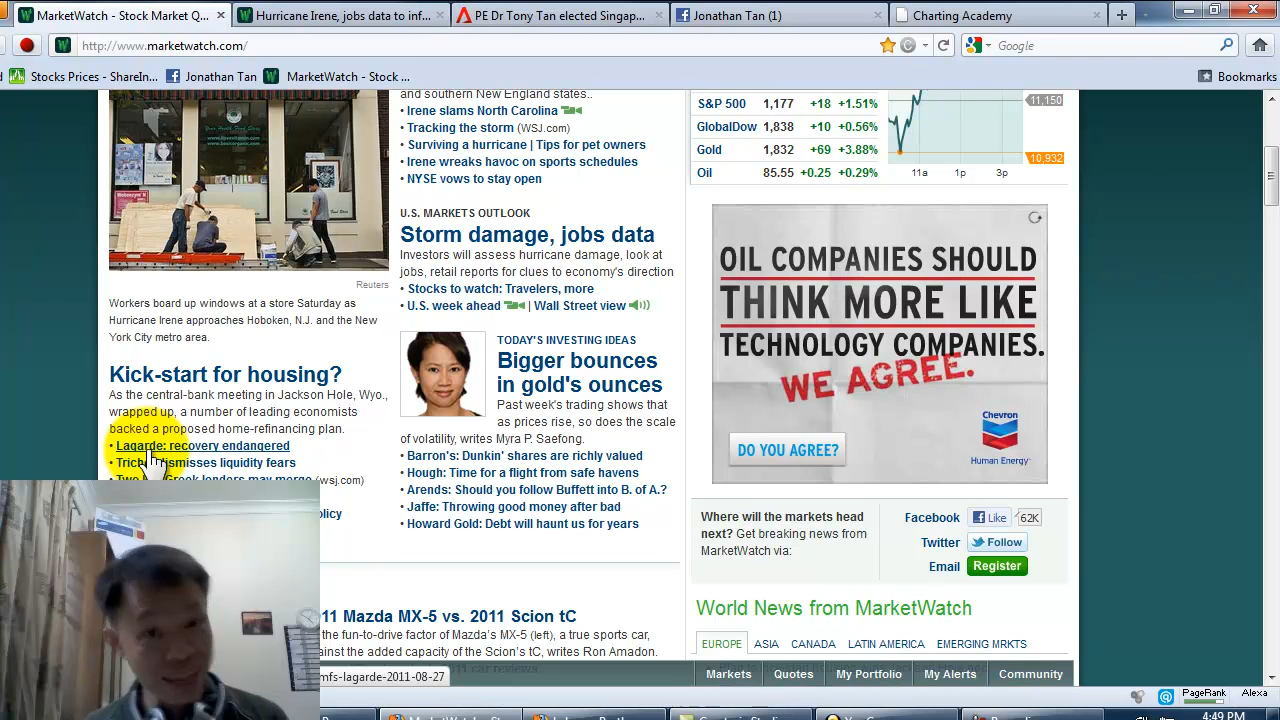 MarketWatch - Stock Market Q...
Hurricane Irene, jobs data to inf...
PE Dr Tony Tan elected Singap...
Jonathan Tan (1)
Charting Academy
http://www.marketwatch.com/
Google
Stocks Prices - ShareIn...
Jonathan Tan
MarketWatch - Stock ...
Bookmarks
Reuters
Workers board up windows at a store Saturday as
Hurricane Irene approaches Hoboken, N.J. and the New
York City metro area.
Kick-start for housing?
As the central-bank meeting in Jackson Hole, Wyo.,
wrapped up, a number of leading economists
backed a proposed home-refinancing plan.
• Lagarde: recovery endangered
dismisses liquidity fears
Greek lenders may merge (wsj.com)
and southern New England states..
• Irene slams North Carolina
• Tracking the storm (WSJ.com)
• Surviving a hurricane | Tips for pet owners
• Irene wreaks havoc on sports schedules
• NYSE vows to stay open
U.S. MARKETS OUTLOOK
Storm damage, jobs data
Investors will assess hurricane damage, look at
jobs, retail reports for clues to economy's direction
• Stocks to watch: Travelers, more
• U.S. week ahead | Wall Street view
TODAY'S INVESTING IDEAS
Bigger bounces
in gold's ounces
Past week's trading shows that
as prices rise, so does the scale
of volatility, writes Myra P. Saefong.
• Barron's: Dunkin' shares are richly valued
• Hough: Time for a flight from safe havens
• Arends: Should you follow Buffett into B. of A.?
• Jaffe: Throwing good money after bad
• Howard Gold: Debt will haunt us for years
11 Mazda MX-5 vs. 2011 Scion tC
the fun-to-drive factor of Mazda's MX-5 (left), a true sports car,
against the added capacity of the Scion's tC, writes Ron Amadon.
mfs-lagarde-2011-08-27
S&P 500 1,177 +18 +1.51%
GlobalDow 1,838 +10 +0.56%
Gold 1,832 +69 +3.88%
Oil 85.55 +0.25 +0.29%
11,150
10,932
11a 1p 3p
OIL COMPANIES SHOULD
THINK MORE LIKE
TECHNOLOGY COMPANIES.
WE AGREE.
DO YOU AGREE?
Chevron
Human Energy
Where will the markets head
next? Get breaking news from
MarketWatch via:
Facebook Like 62K
Twitter Follow
Email Register
World News from MarketWatch
EUROPE ASIA CANADA LATIN AMERICA EMERGING MRKTS
Markets Quotes My Portfolio My Alerts Community
PageRank Alexa
4:49 PM